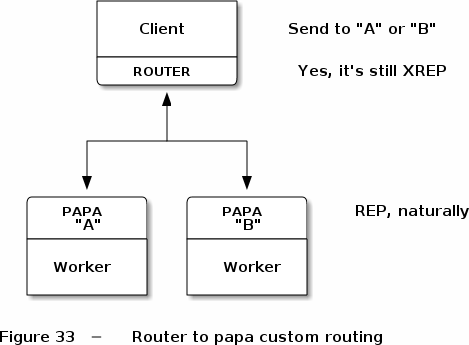 Client
Send to "A" or "B"
ROUTER
Yes, it's still XREP
PAPA
"A"
PAPA
"B"
REP, naturally
Worker
Worker
Figure 33 − Router to papa custom routing